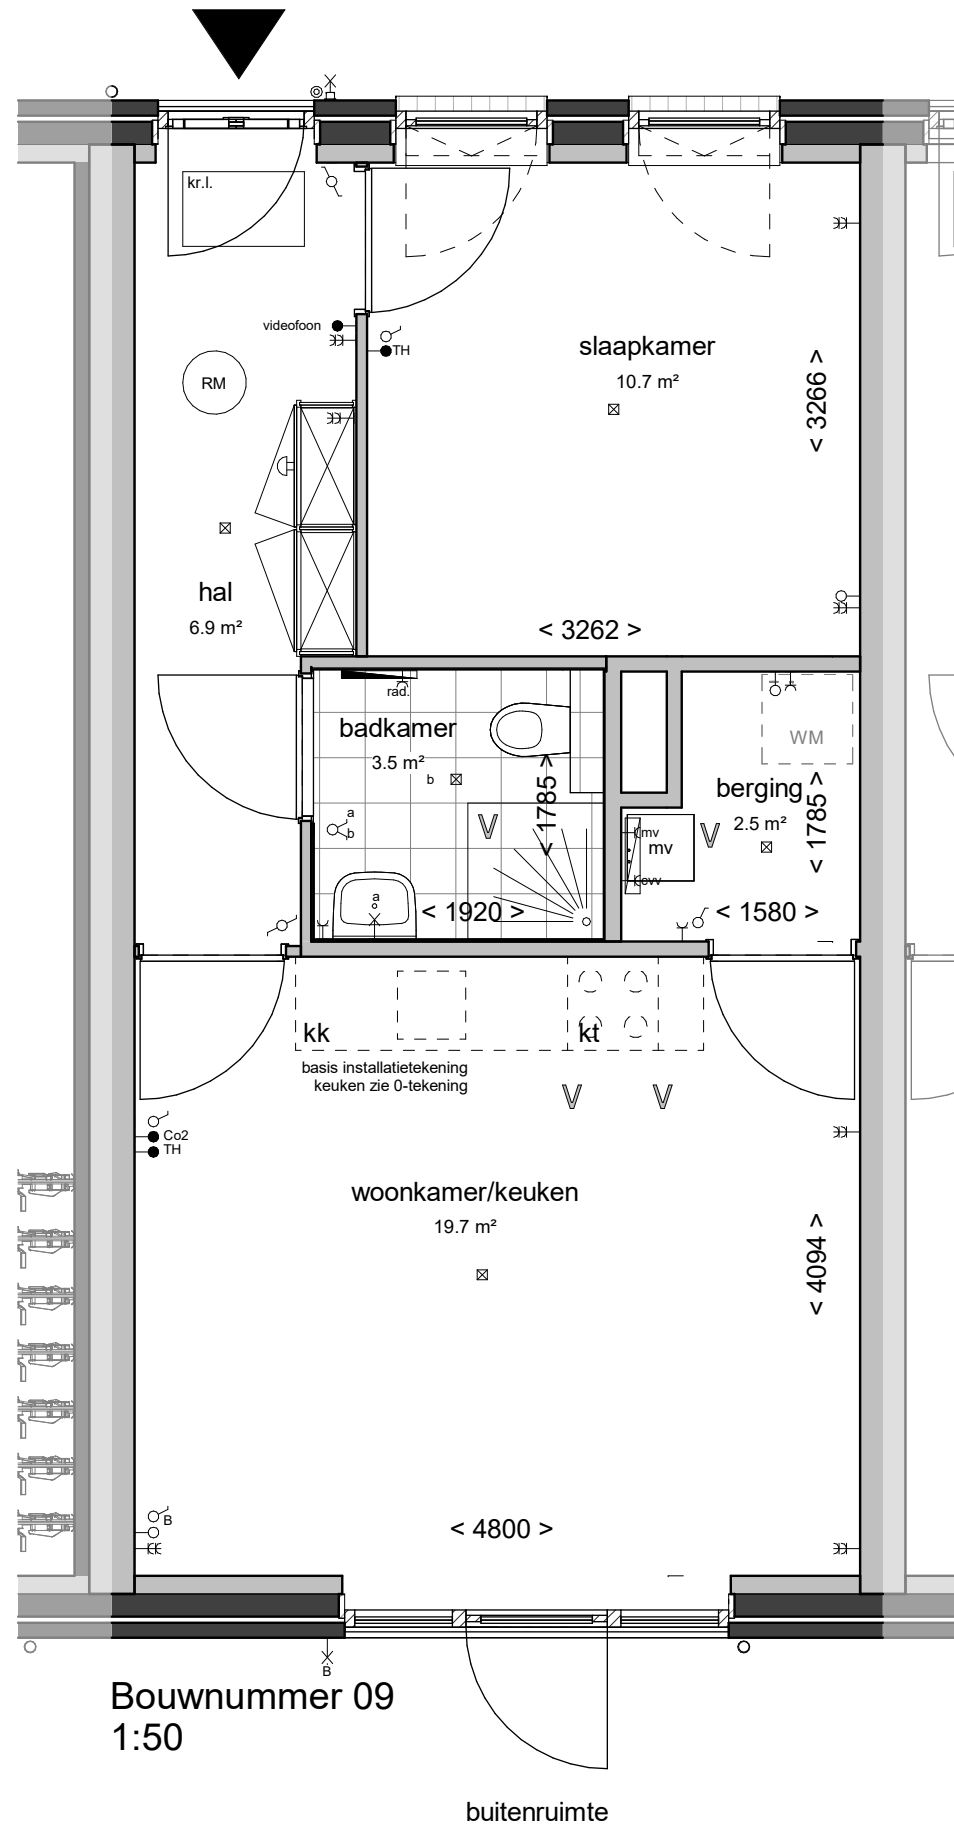 kr.l.
videofoon
TH
slaapkamer
10.7 m²
< 3266 >
RM
hal
6.9 m²
< 3262 >
rad.
badkamer
3.5 m²
b
< 1785 >
WM
berging
2.5 m²
< 1785 >
a
b
mv
mv
ovv
a
< 1920 >
< 1580 >
kk
kt
basis installatietekening
keuken zie 0-tekening
Co2
TH
woonkamer/keuken
19.7 m²
< 4094 >
B
< 4800 >
B
Bouwnummer 09
1:50
buitenruimte